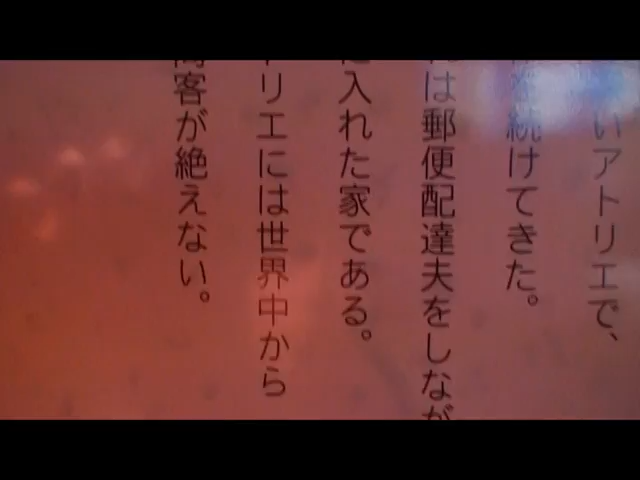 いアトリエで、
続けてきた。
は郵便配達夫をしなが
入れた家である。
トリエには世界中から
客が絶えない。